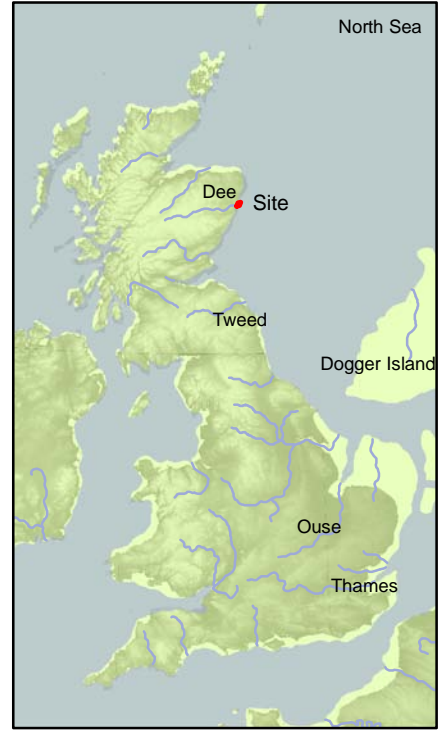 North Sea
Dee
Site
Tweed
Dogger Island
Ouse
Thames